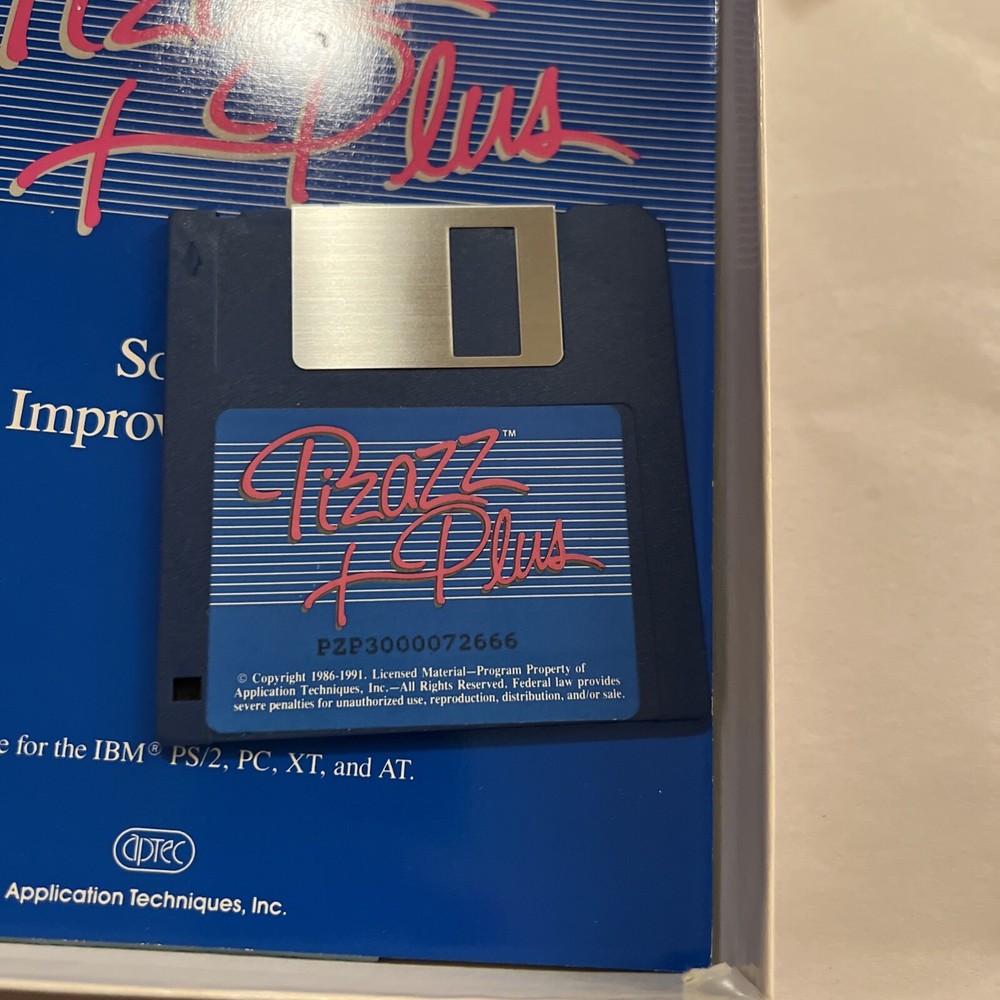 Plus
Sc
Improv
Pizazz™
Plus
PZP3000072666
© Copyright 1986-1991. Licensed Material—Program Property of
Application Techniques, Inc.—All Rights Reserved. Federal law provides
severe penalties for unauthorized use, reproduction, distribution, and/or sale.
e for the IBM® PS/2, PC, XT, and AT.
aptec
Application Techniques, Inc.